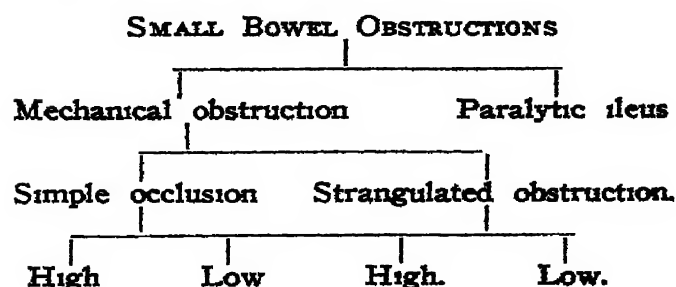 SMALL BOWEL OBSTRUCTIONS
Mechanical obstruction Paralytic ileus
Simple occlusion Strangulated obstruction.
High Low High. Low.